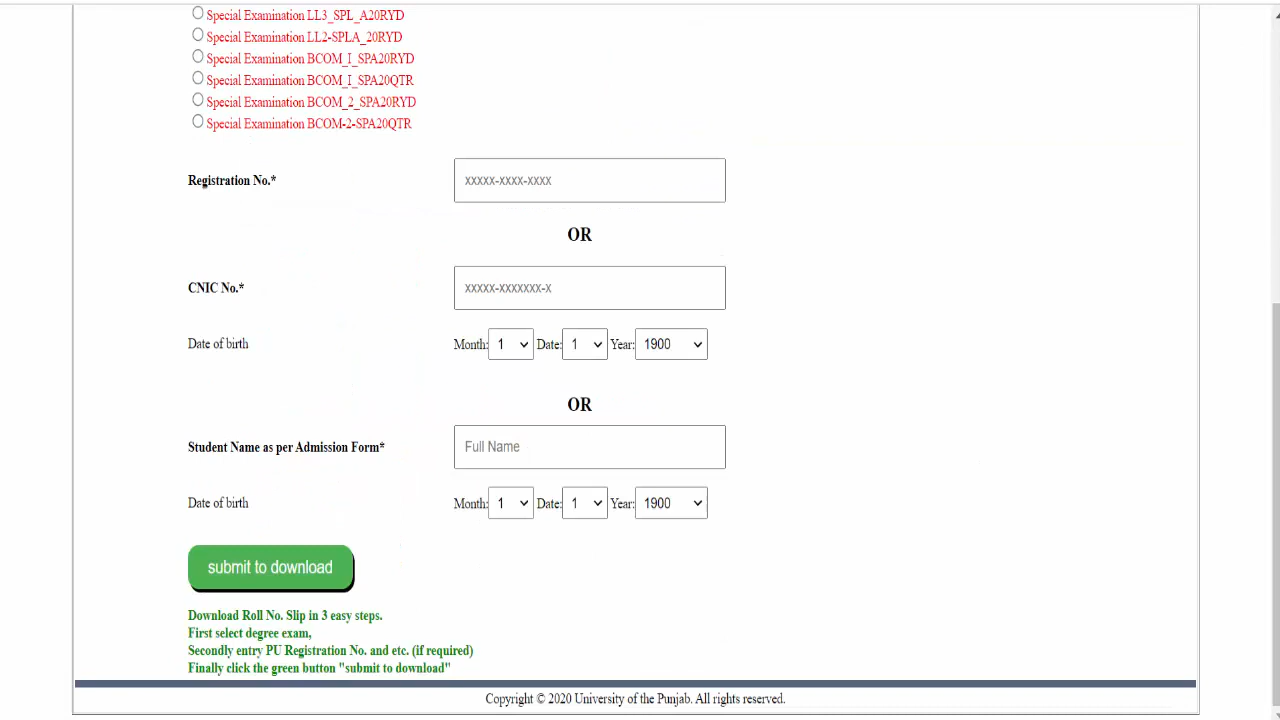 Special Examination LL3_SPL_A20RYD
Special Examination LL2-SPLA_20RYD
Special Examination BCOM_I_SPA20RYD
Special Examination BCOM_I_SPA20QTR
Special Examination BCOM_2_SPA20RYD
Special Examination BCOM-2-SPA20QTR
Registration No.* xxxxx-xxxx-xxxx
OR
CNIC No.* xxxxx-xxxxxxx-x
Date of birth Month: 1 Date: 1 Year: 1900
OR
Student Name as per Admission Form* Full Name
Date of birth Month: 1 Date: 1 Year: 1900
submit to download
Download Roll No. Slip in 3 easy steps.
First select degree exam,
Secondly entry PU Registration No. and etc. (if required)
Finally click the green button "submit to download"
Copyright © 2020 University of the Punjab. All rights reserved.